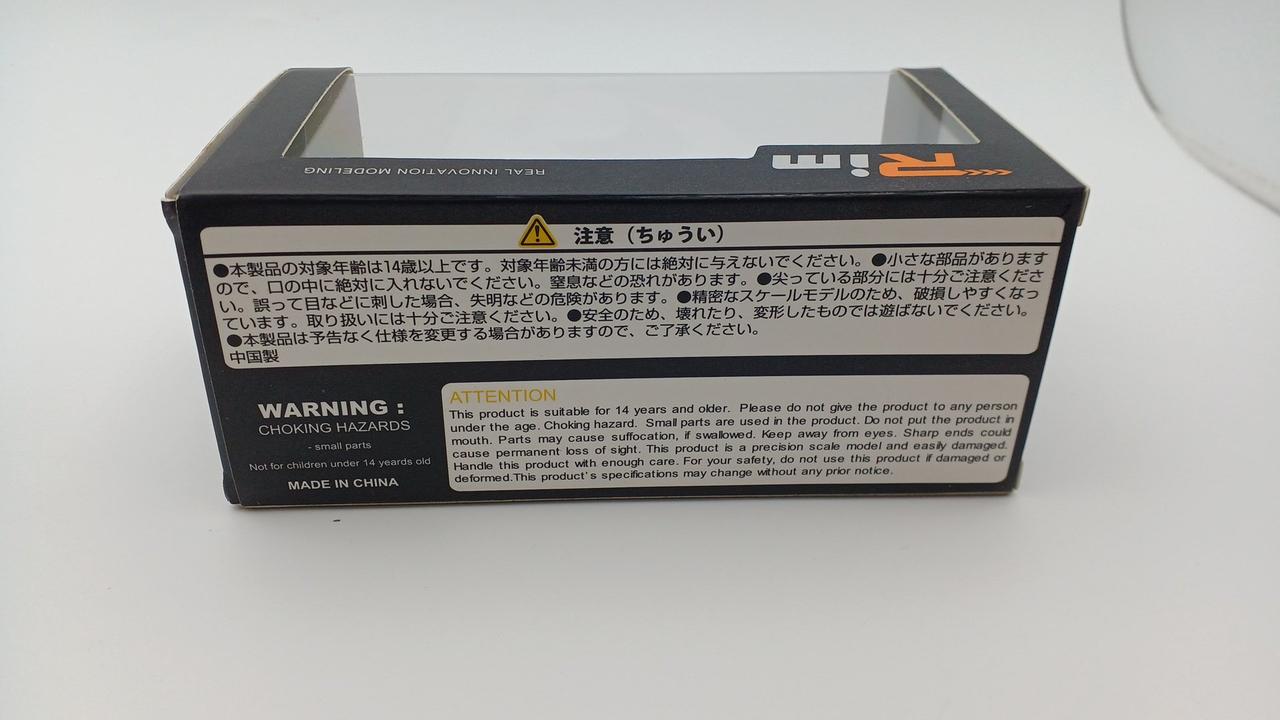 Rim
REAL INNOVATION MODELING
注意（ちゅうい）
●本製品の対象年齢は14歳以上です。対象年齢未満の方には絶対に与えないでください。●小さな部品があります
ので、口の中に絶対に入れないでください。窒息などの恐れがあります。●尖っている部分には十分ご注意くださ
い。誤って目などに刺した場合、失明などの危険があります。●精密なスケールモデルのため、破損しやすくなっ
ています。取り扱いには十分ご注意ください。●安全のため、壊れたり、変形したものでは遊ばないでください。
●本製品は予告なく仕様を変更する場合がありますので、ご了承ください。
中国製
WARNING :
CHOKING HAZARDS
- small parts
Not for children under 14 yeards old
MADE IN CHINA
ATTENTION
This product is suitable for 14 years and older. Please do not give the product to any person
under the age. Choking hazard. Small parts are used in the product. Do not put the product in
mouth. Parts may cause suffocation, if swallowed. Keep away from eyes. Sharp ends could
cause permanent loss of sight. This product is a precision scale model and easily damaged.
Handle this product with enough care. For your safety, do not use this product if damaged or
deformed.This product's specifications may change without any prior notice.